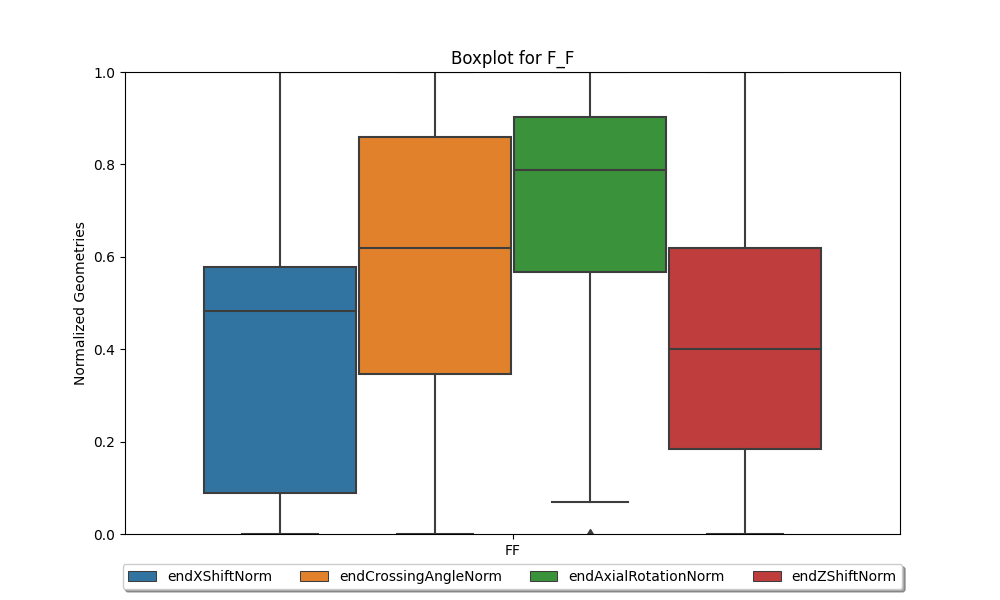 Boxplot for F_F
1.0
0.8
0.6
0.4
0.2
0.0
Normalized Geometries
FF
endXShiftNorm endCrossingAngleNorm endAxialRotationNorm endZShiftNorm